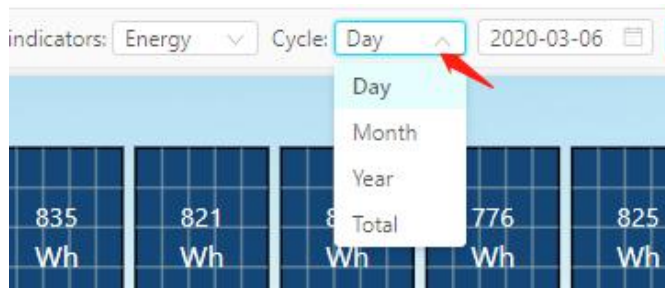 indicators: Energy Cycle: Day 2020-03-06
Day
Month
Year
Total
835 821 8 776 825
Wh Wh Wh Wh Wh